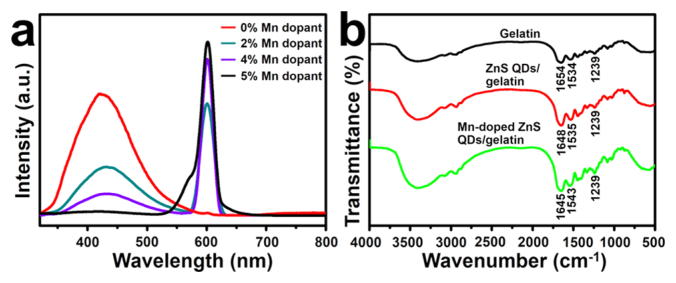 a
Intensity (a.u.)
0% Mn dopant
2% Mn dopant
4% Mn dopant
5% Mn dopant
400 500 600 700 800
Wavelength (nm)
b
Transmittance (%)
Gelatin
1654
1534
1239
ZnS QDs/
gelatin
1648
1535
1239
Mn-doped ZnS
QDs/gelatin
1645
1543
1239
4000 3500 3000 2500 2000 1500 1000 500
Wavenumber (cm-1)